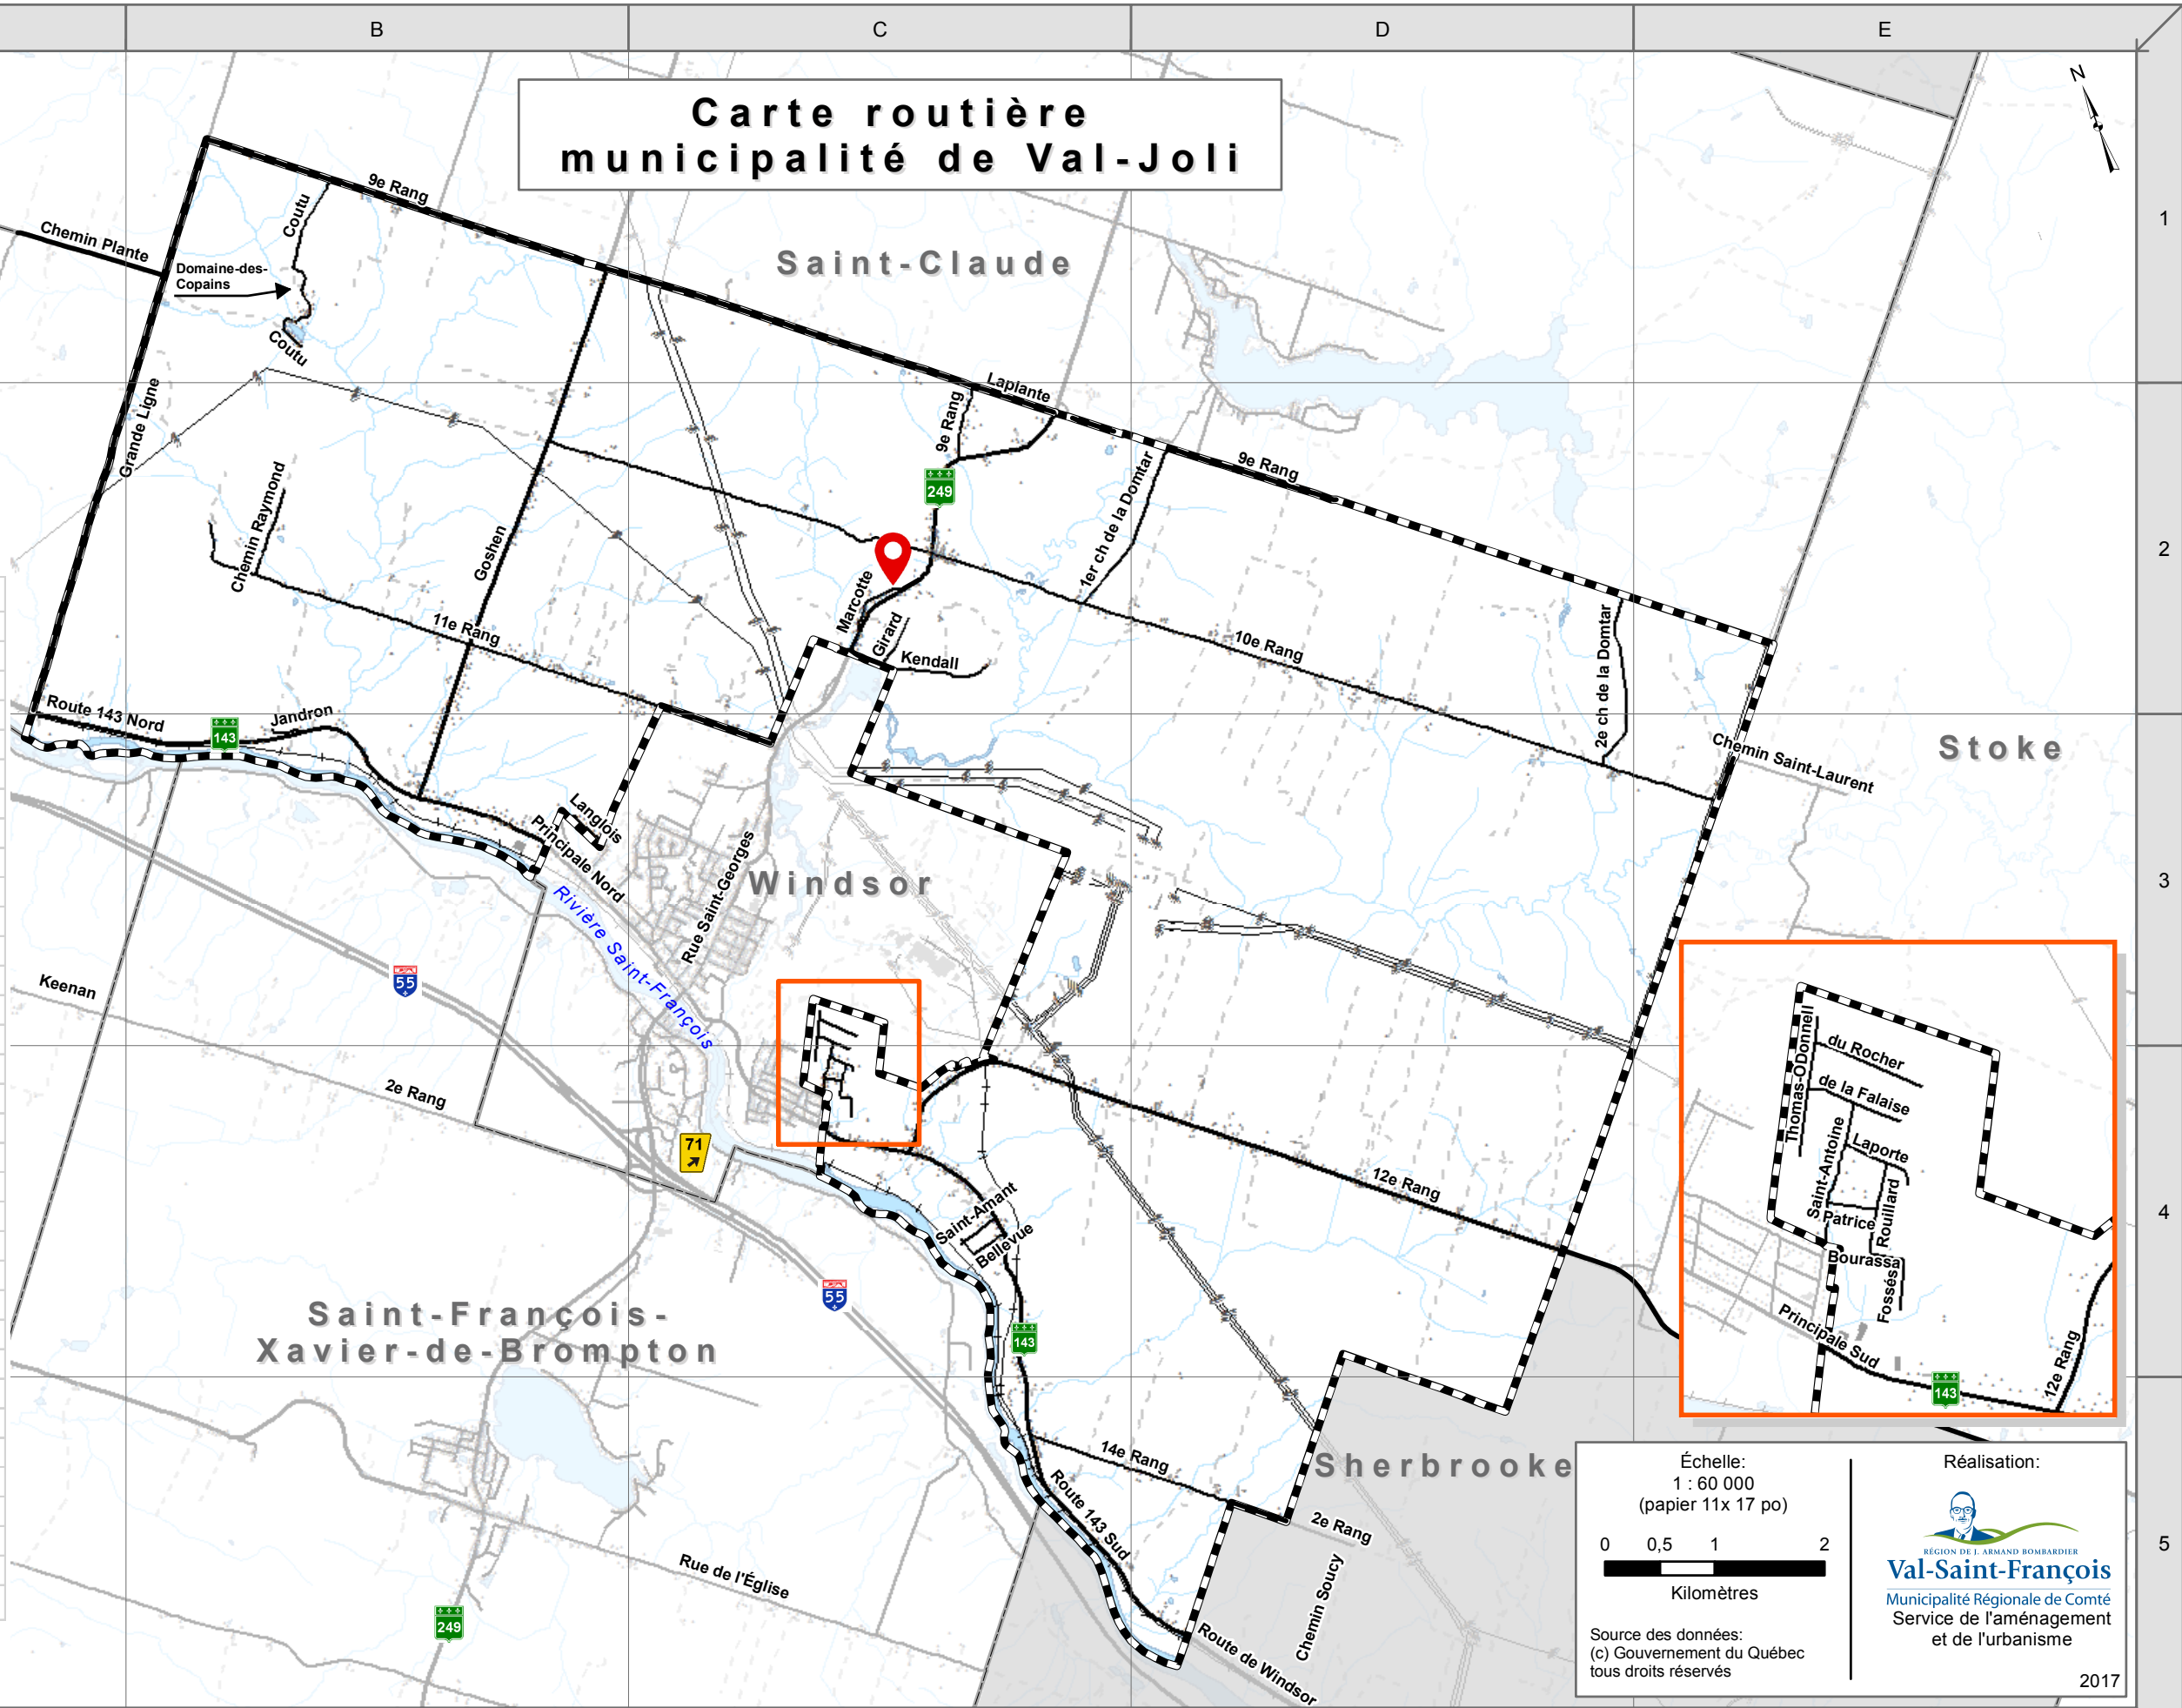 B
C
D
E
Carte routière
municipalité de Val-Joli
N
1
2
3
4
5
9e Rang
Coutu
Chemin Plante
Domaine-des-
Copains
Coutu
Saint-Claude
Grande Ligne
Laplante
9e Rang
249
9e Rang
1er ch de la Domtar
Chemin Raymond
Goshen
Marcotte
Girard
Kendall
11e Rang
10e Rang
2e ch de la Domtar
Route 143 Nord
143
Jandron
Chemin Saint-Laurent
Stoke
Langlois
Principale Nord
Rue Saint-Georges
Windsor
Rivière Saint-François
55
Keenan
2e Rang
71
12e Rang
Saint-Amant
Bellevue
55
143
Saint-François-
Xavier-de-Brompton
14e Rang
Sherbrooke
Route 143 Sud
2e Rang
Chemin Soucy
Rue de l'Église
249
Route de Windsor
Thomas-ODonnell
du Rocher
de la Falaise
Saint-Antoine
Laporte
Patrice
Rouillard
Bourassa
Fossés
Principale Sud
143
12e Rang
Échelle:
1 : 60 000
(papier 11x 17 po)
0 0,5 1 2
Kilomètres
Source des données:
(c) Gouvernement du Québec
tous droits réservés
Réalisation:
RÉGION DE J. ARMAND BOMBARDIER
Val-Saint-François
Municipalité Régionale de Comté
Service de l'aménagement
et de l'urbanisme
2017